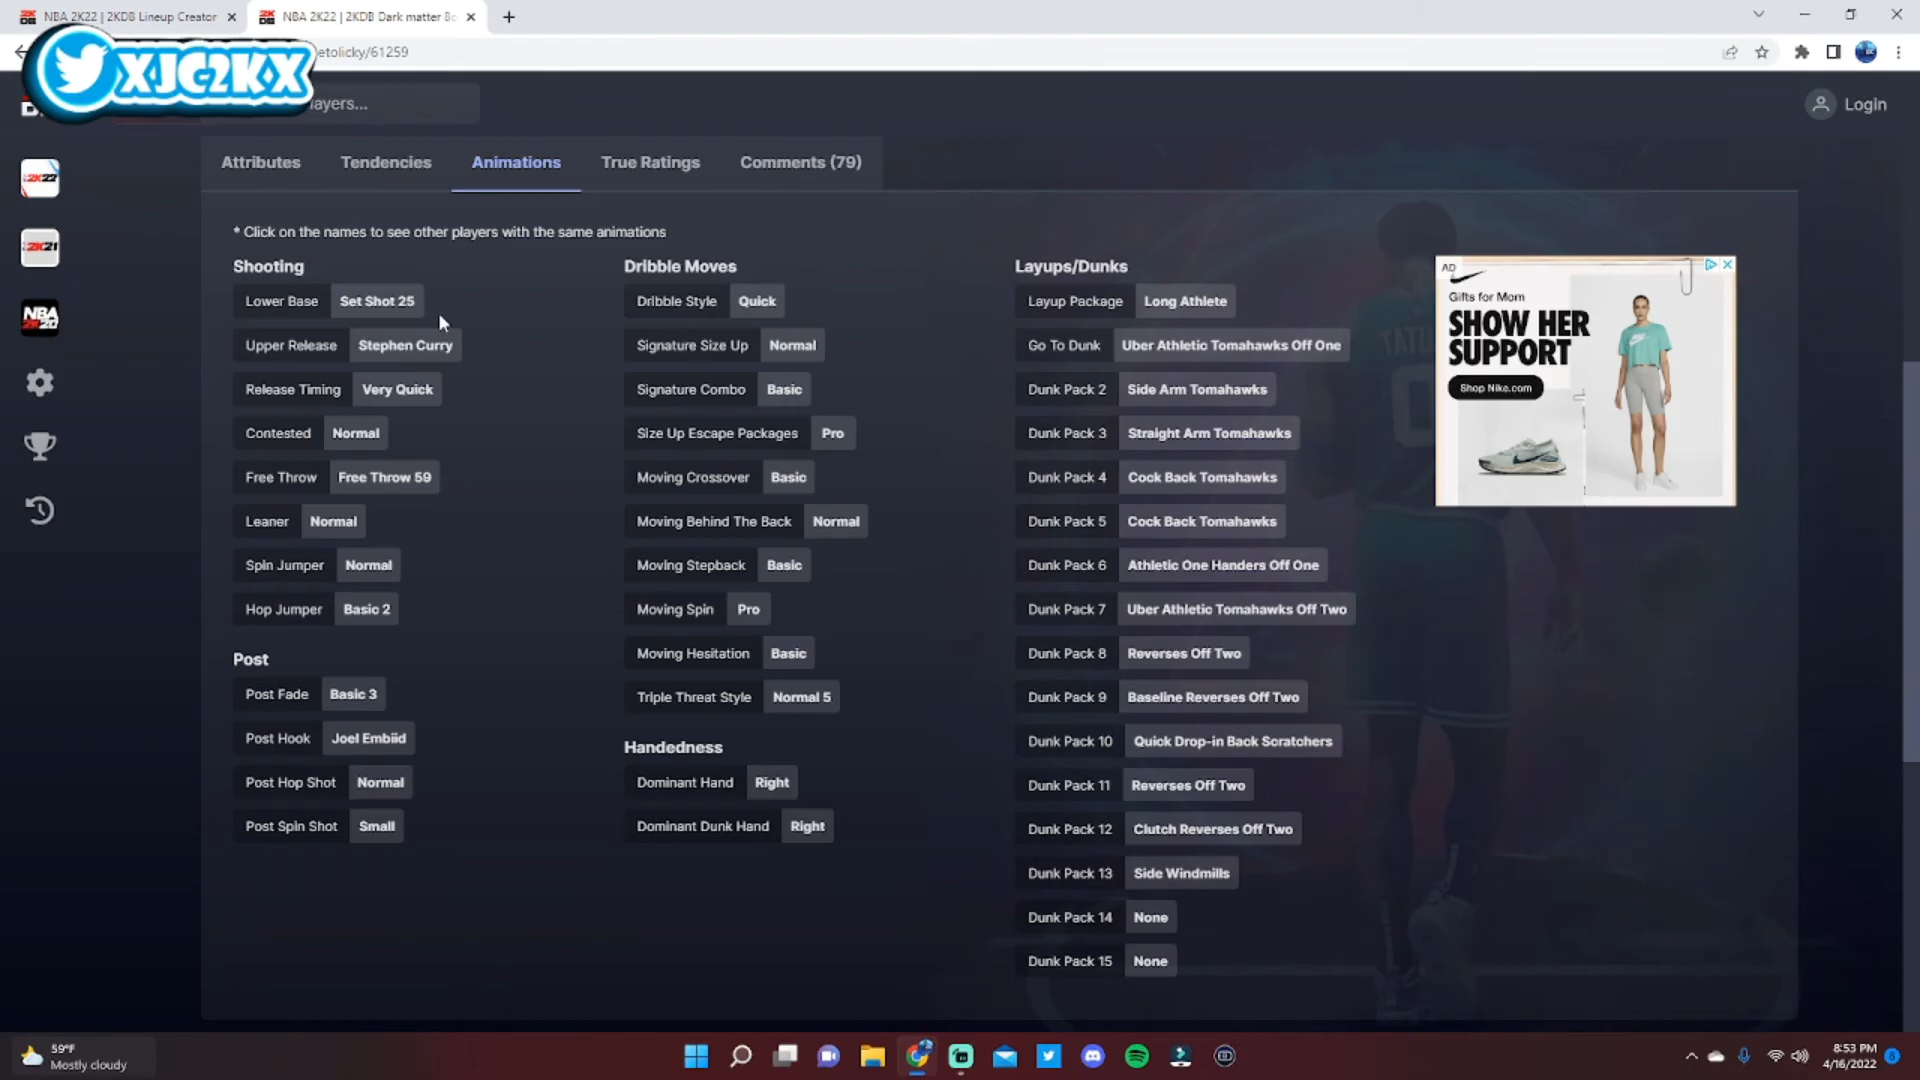 NBA 2K22 | 2KDB Lineup Creator
NBA 2K22 | 2KDB Dark matter Bo
etolicky/61259
XJC2KX
layers...
Login
2K22
2K21
NBA 2K20
Attributes
Tendencies
Animations
True Ratings
Comments (79)
* Click on the names to see other players with the same animations
Shooting
Lower Base Set Shot 25
Upper Release Stephen Curry
Release Timing Very Quick
Contested Normal
Free Throw Free Throw 59
Leaner Normal
Spin Jumper Normal
Hop Jumper Basic 2
Post
Post Fade Basic 3
Post Hook Joel Embiid
Post Hop Shot Normal
Post Spin Shot Small
Dribble Moves
Dribble Style Quick
Signature Size Up Normal
Signature Combo Basic
Size Up Escape Packages Pro
Moving Crossover Basic
Moving Behind The Back Normal
Moving Stepback Basic
Moving Spin Pro
Moving Hesitation Basic
Triple Threat Style Normal 5
Handedness
Dominant Hand Right
Dominant Dunk Hand Right
Layups/Dunks
Layup Package Long Athlete
Go To Dunk Uber Athletic Tomahawks Off One
Dunk Pack 2 Side Arm Tomahawks
Dunk Pack 3 Straight Arm Tomahawks
Dunk Pack 4 Cock Back Tomahawks
Dunk Pack 5 Cock Back Tomahawks
Dunk Pack 6 Athletic One Handers Off One
Dunk Pack 7 Uber Athletic Tomahawks Off Two
Dunk Pack 8 Reverses Off Two
Dunk Pack 9 Baseline Reverses Off Two
Dunk Pack 10 Quick Drop-in Back Scratchers
Dunk Pack 11 Reverses Off Two
Dunk Pack 12 Clutch Reverses Off Two
Dunk Pack 13 Side Windmills
Dunk Pack 14 None
Dunk Pack 15 None
AD
Gifts for Mom
SHOW HER
SUPPORT
Shop Nike.com
TATU
0
59°F
Mostly cloudy
8:53 PM
4/16/2022